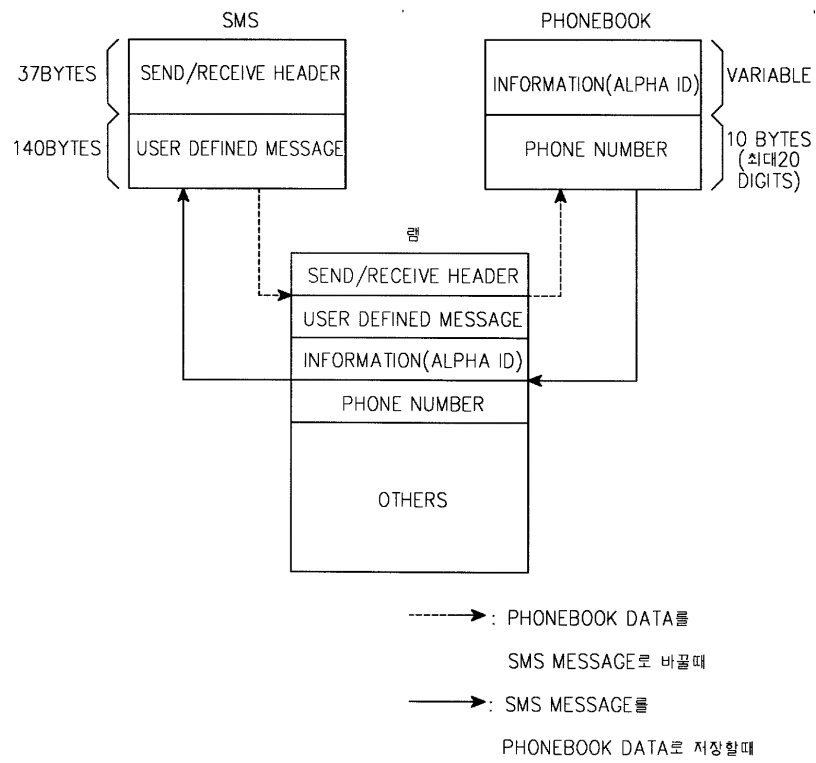 SMS
PHONEBOOK
37BYTES
SEND/RECEIVE HEADER
140BYTES
USER DEFINED MESSAGE
INFORMATION(ALPHA ID)
VARIABLE
PHONE NUMBER
10 BYTES
(최대20
DIGITS)
램
SEND/RECEIVE HEADER
USER DEFINED MESSAGE
INFORMATION(ALPHA ID)
PHONE NUMBER
OTHERS
: PHONEBOOK DATA를
SMS MESSAGE로 바꿀때
: SMS MESSAGE를
PHONEBOOK DATA로 저장할때